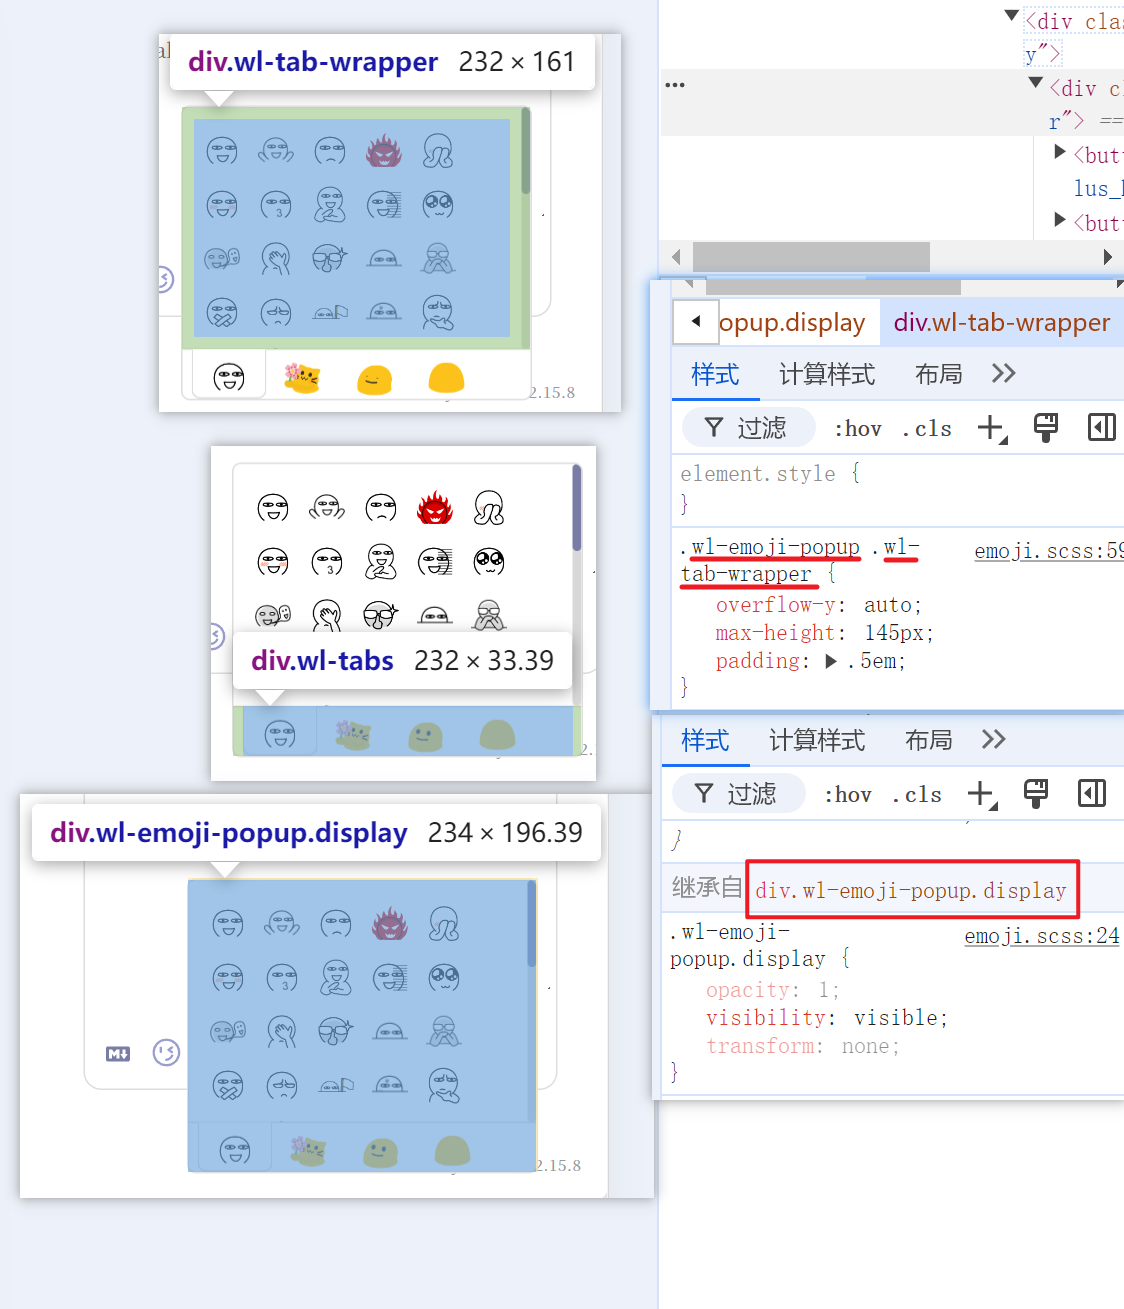 al
div.wl-tab-wrapper 232 × 161
2.15.8
div.wl-tabs 232 × 33.39
2.
div.wl-emoji-popup.display 234 × 196.39
M
2.15.8
<div clas
y">
... <div cl
r"> ==
<butt
lus_
<butt
opup.display div.wl-tab-wrapper
样式 计算样式 布局 >>
过滤 :hov .cls
element.style {
}
.wl-emoji-popup .wl- emoji.scss:59
tab-wrapper {
overflow-y: auto;
max-height: 145px;
padding: ▶ .5em;
}
样式 计算样式 布局 >>
过滤 :hov .cls
}
继承自 div.wl-emoji-popup.display
.wl-emoji- emoji.scss:24
popup.display {
opacity: 1;
visibility: visible;
transform: none;
}